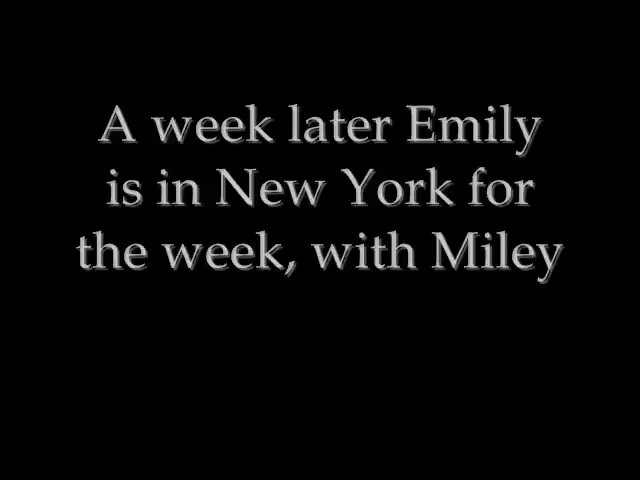 A week later Emily
is in New York for
the week, with Miley